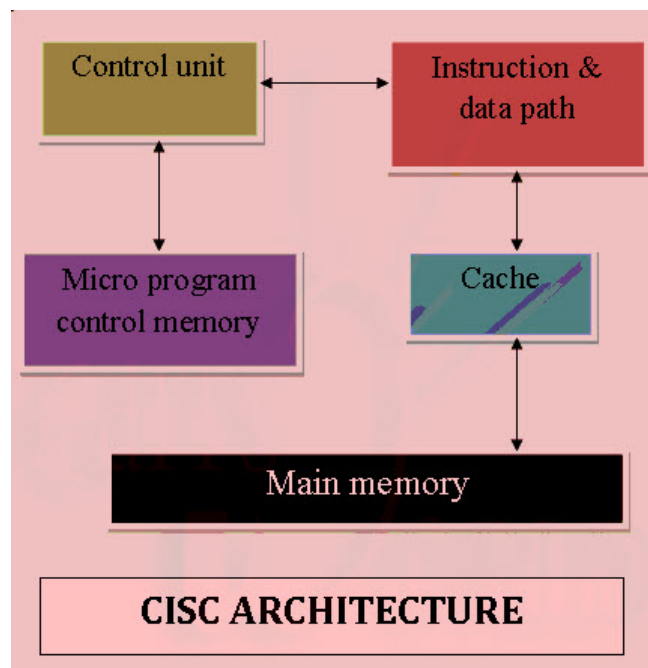 Control unit
Instruction &
data path
Micro program
control memory
Cache
Main memory
CISC ARCHITECTURE